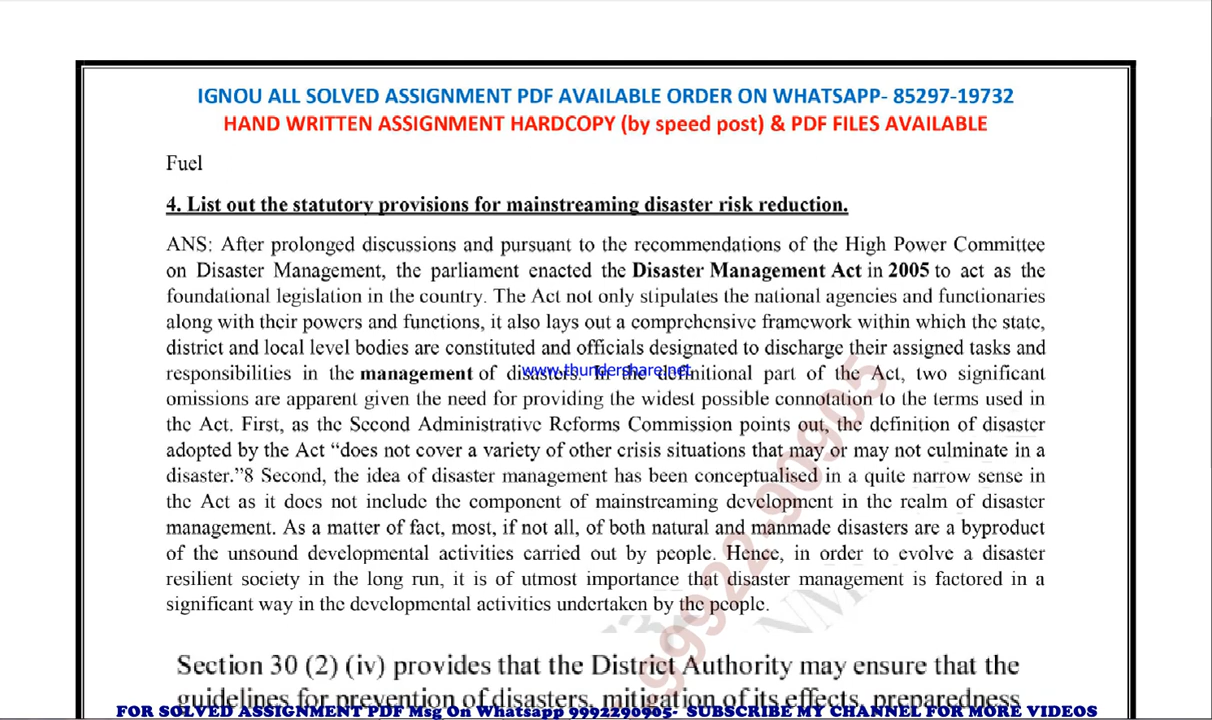 IGNOU ALL SOLVED ASSIGNMENT PDF AVAILABLE ORDER ON WHATSAPP- 85297-19732
HAND WRITTEN ASSIGNMENT HARDCOPY (by speed post) & PDF FILES AVAILABLE
Fuel
4. List out the statutory provisions for mainstreaming disaster risk reduction.
ANS: After prolonged discussions and pursuant to the recommendations of the High Power Committee
on Disaster Management, the parliament enacted the Disaster Management Act in 2005 to act as the
foundational legislation in the country. The Act not only stipulates the national agencies and functionaries
along with their powers and functions, it also lays out a comprehensive framework within which the state,
district and local level bodies are constituted and officials designated to discharge their assigned tasks and
responsibilities in the management of disasters. In the definitional part of the Act, two significant
www.thundershare.net
omissions are apparent given the need for providing the widest possible connotation to the terms used in
the Act. First, as the Second Administrative Reforms Commission points out, the definition of disaster
adopted by the Act “does not cover a variety of other crisis situations that may or may not culminate in a
disaster.”8 Second, the idea of disaster management has been conceptualised in a quite narrow sense in
the Act as it does not include the component of mainstreaming development in the realm of disaster
management. As a matter of fact, most, if not all, of both natural and manmade disasters are a byproduct
of the unsound developmental activities carried out by people. Hence, in order to evolve a disaster
resilient society in the long run, it is of utmost importance that disaster management is factored in a
significant way in the developmental activities undertaken by the people.
99922-90905
Section 30 (2) (iv) provides that the District Authority may ensure that the
guidelines for prevention of disasters, mitigation of its effects, preparedness
FOR SOLVED ASSIGNMENT PDF Msg On Whatsapp 9992290905- SUBSCRIBE MY CHANNEL FOR MORE VIDEOS